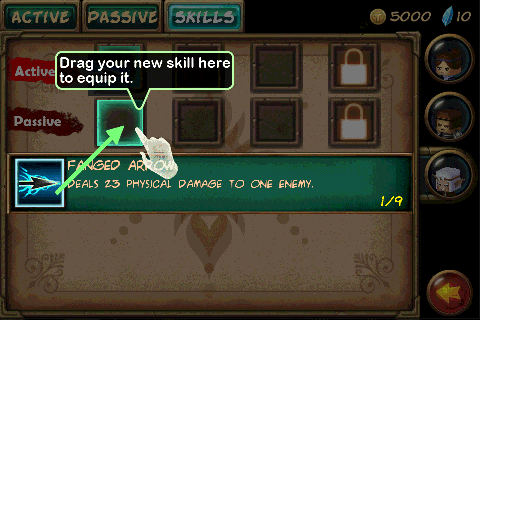 ACTIVE PASSIVE SKILLS 5000 10
Drag your new skill here
to equip it.
Active
Passive
FANGED ARROW
DEALS 23 PHYSICAL DAMAGE TO ONE ENEMY.
1/9